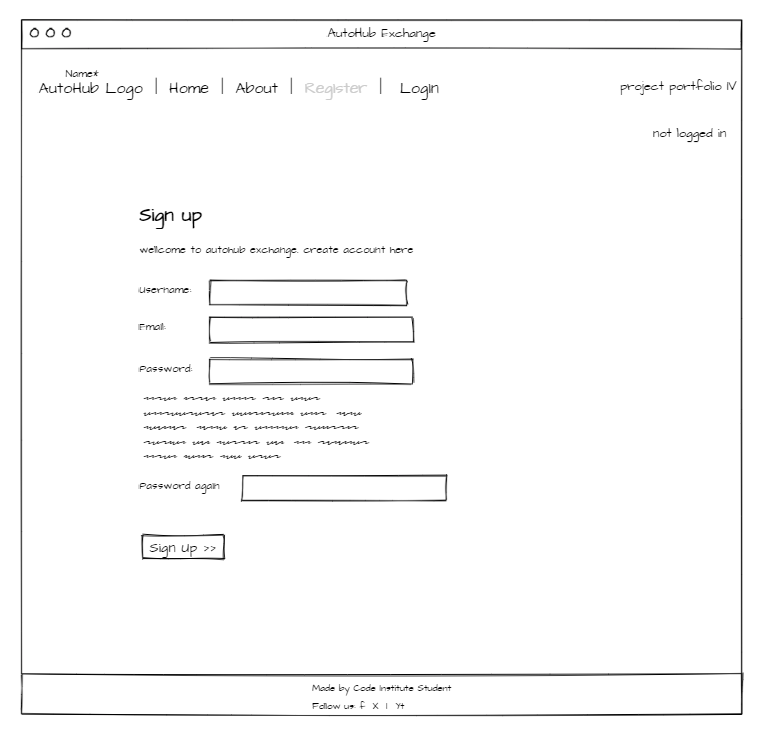 AutoHub Exchange
Name*
AutoHub Logo | Home | About | Register | Login
project portfolio IV
not logged in
Sign up
wellcome to autohub exchange. create account here
Username:
Email:
Password:
Password again:
Sign Up >>
Made by Code Institute Student
Follow us: f X I Yt